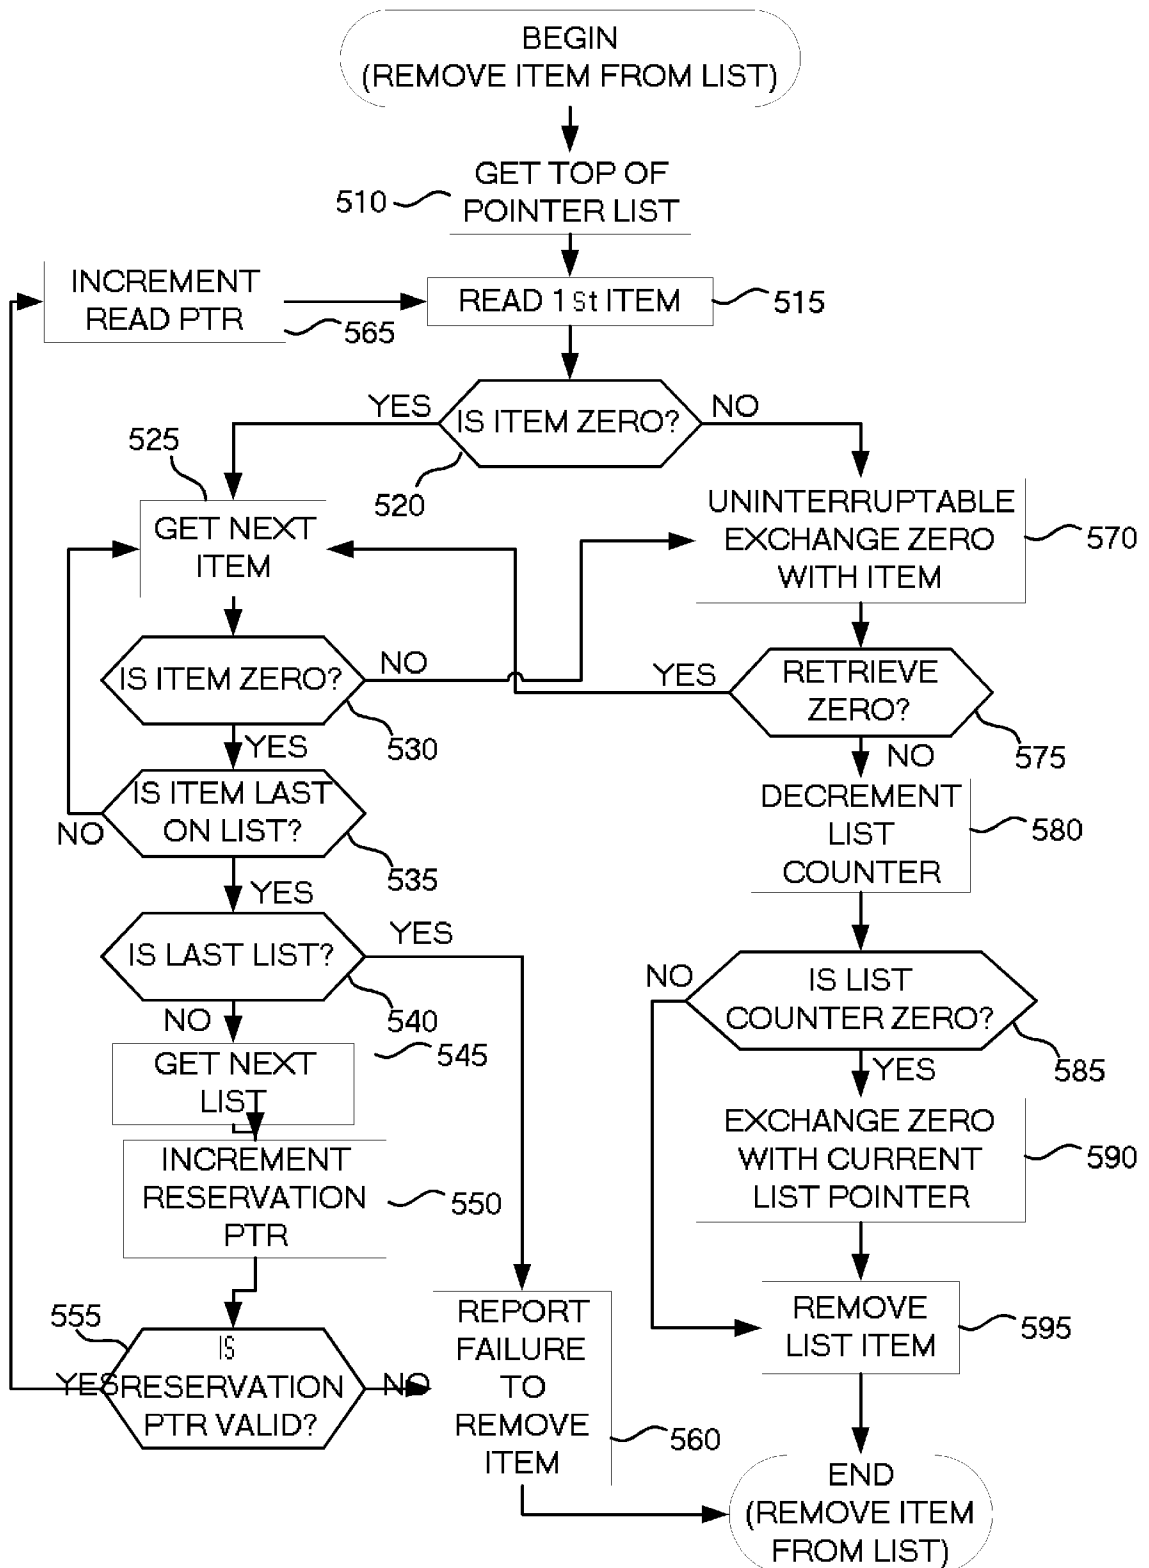 BEGIN
(REMOVE ITEM FROM LIST)
GET TOP OF
POINTER LIST
510
INCREMENT
READ PTR
565
READ 1St ITEM
515
YES
IS ITEM ZERO?
NO
520
525
GET NEXT
ITEM
UNINTERRUPTABLE
EXCHANGE ZERO
WITH ITEM
570
IS ITEM ZERO?
NO
530
YES
YES
RETRIEVE
ZERO?
575
NO
IS ITEM LAST
ON LIST?
NO
535
YES
DECREMENT
LIST
COUNTER
580
IS LAST LIST?
YES
540
NO
NO
IS LIST
COUNTER ZERO?
585
YES
GET NEXT
LIST
545
INCREMENT
RESERVATION
PTR
550
EXCHANGE ZERO
WITH CURRENT
LIST POINTER
590
555
IS
RESERVATION
PTR VALID?
YES
NO
REPORT
FAILURE
TO
REMOVE
ITEM
560
REMOVE
LIST ITEM
595
END
(REMOVE ITEM
FROM LIST)